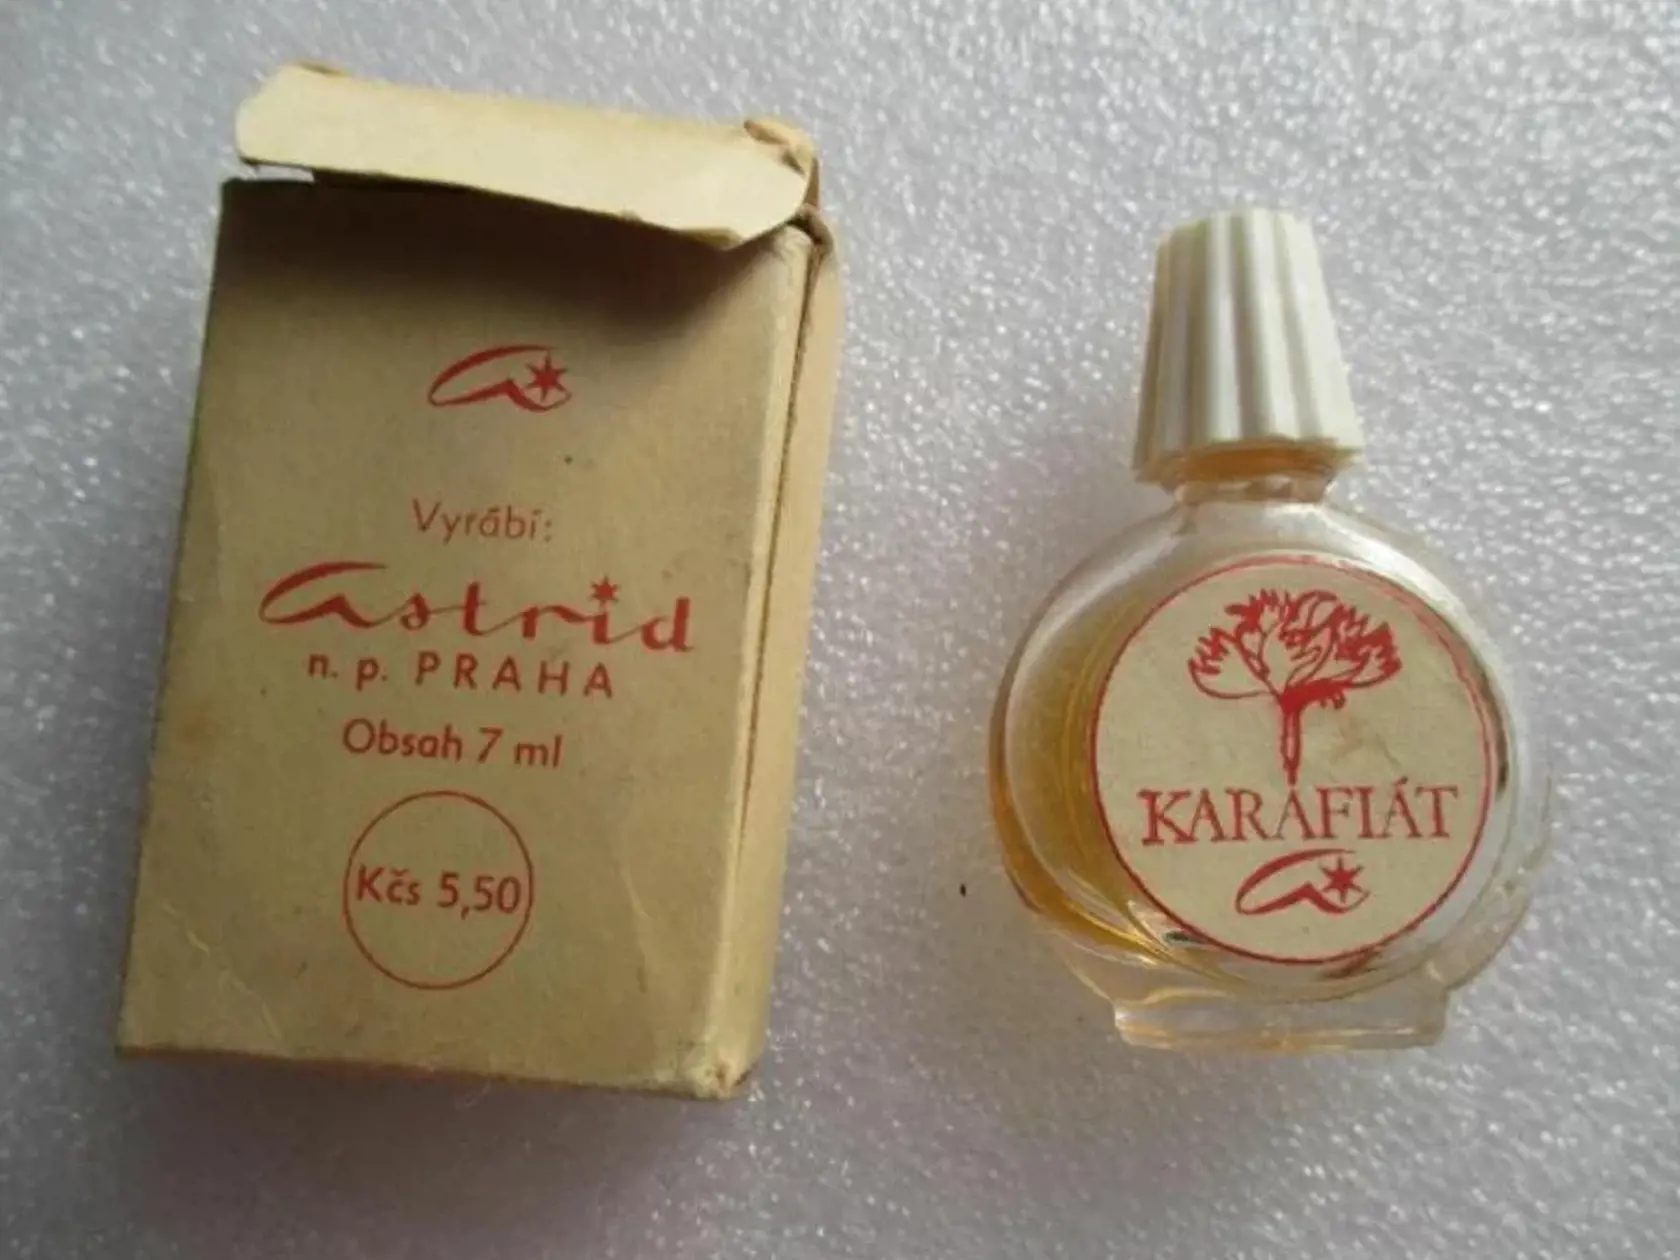 Vyrábí:
astrid
n. p. PRAHA
Obsah 7 ml
Kčs 5,50
KARAFIÁT